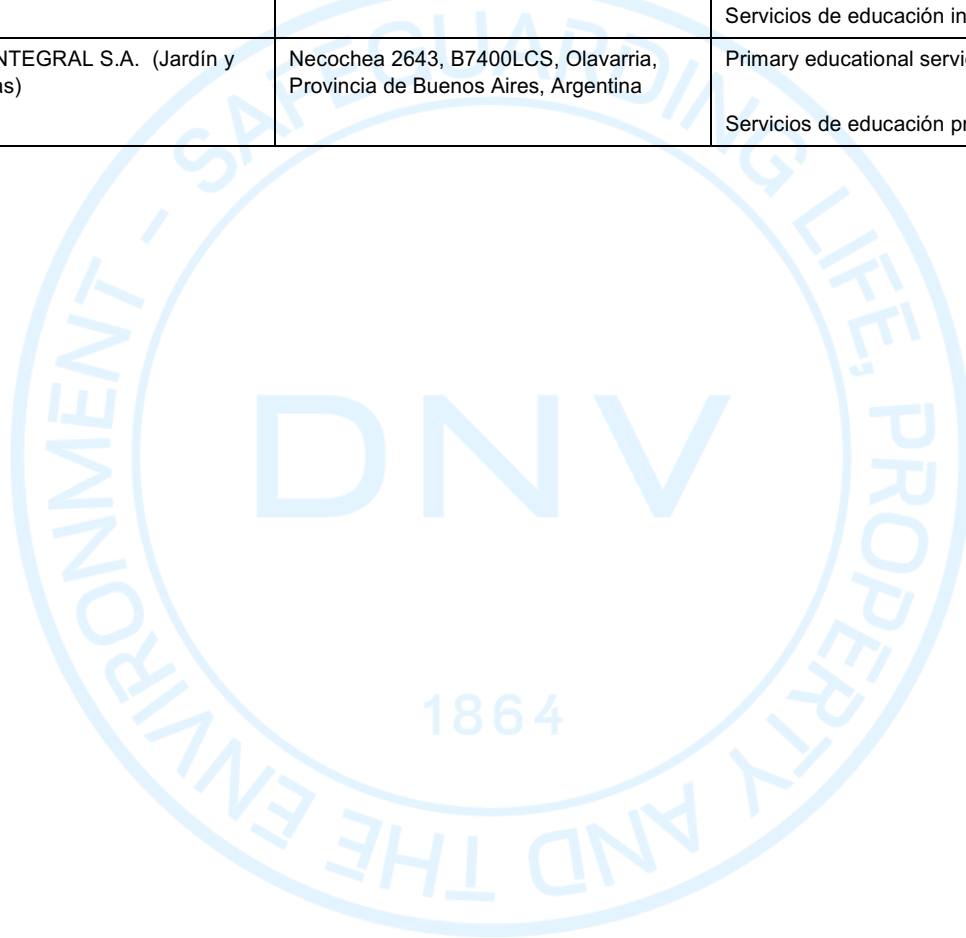 Servicios de educación in
NTEGRAL S.A. (Jardín y
as)
Necochea 2643, B7400LCS, Olavarria,
Provincia de Buenos Aires, Argentina
Primary educational servi
Servicios de educación pr
SAFEGUARDING LIFE, PROPERTY AND THE ENVIRONMENT -
DNV
1864